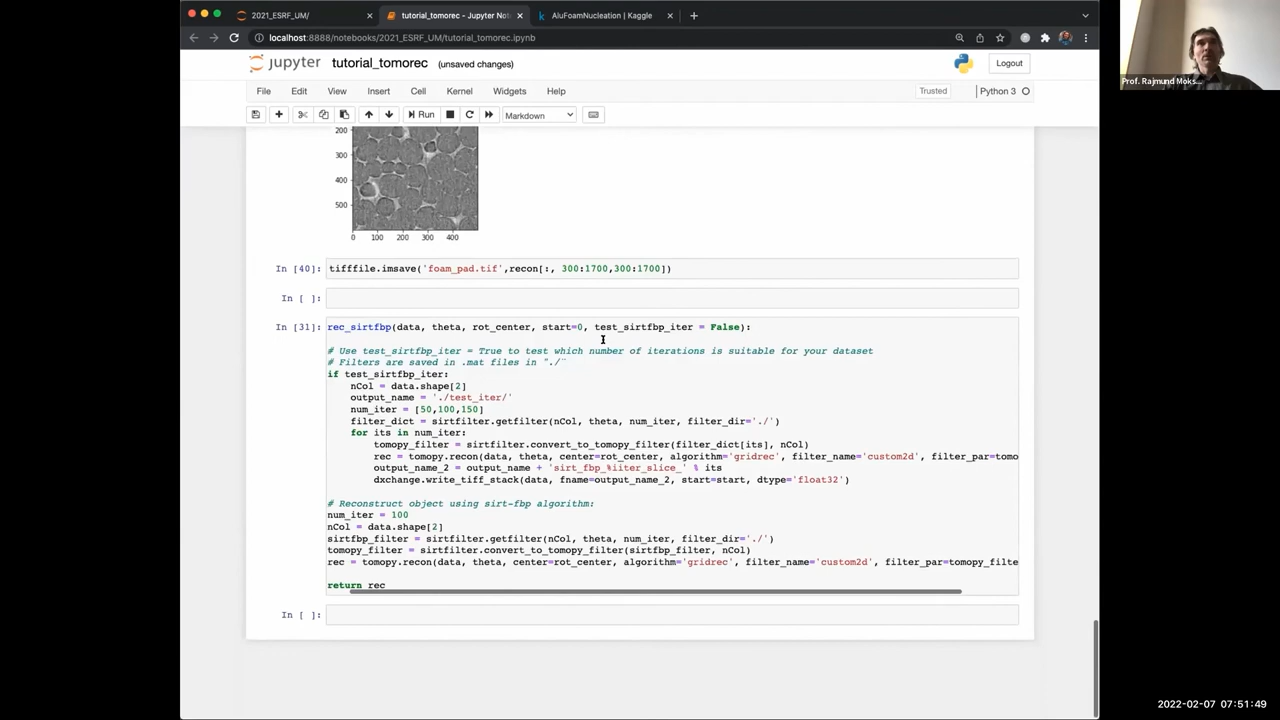 2021_ESRF_UM/
tutorial_tomorec - Jupyter Not
AluFoamNucleation | Kaggle
localhost:8888/notebooks/2021_ESRF_UM/tutorial_tomorec.ipynb
Prof. Rajmund Moks...
jupyter tutorial_tomorec (unsaved changes)
Logout
File Edit View Insert Cell Kernel Widgets Help
Trusted
Python 3
Run
Markdown
200
300
400
500
0 100 200 300 400
In [40]: tifffile.imsave('foam_pad.tif',recon[:, 300:1700,300:1700])
In [ ]:
In [31]: rec_sirtfbp(data, theta, rot_center, start=0, test_sirtfbp_iter = False):
# Use test_sirtfbp_iter = True to test which number of iterations is suitable for your dataset
# Filters are saved in .mat files in "./¨
if test_sirtfbp_iter:
nCol = data.shape[2]
output_name = './test_iter/'
num_iter = [50,100,150]
filter_dict = sirtfilter.getfilter(nCol, theta, num_iter, filter_dir='./')
for its in num_iter:
tomopy_filter = sirtfilter.convert_to_tomopy_filter(filter_dict[its], nCol)
rec = tomopy.recon(data, theta, center=rot_center, algorithm='gridrec', filter_name='custom2d', filter_par=tomo
output_name_2 = output_name + 'sirt_fbp_%iiter_slice_' % its
dxchange.write_tiff_stack(data, fname=output_name_2, start=start, dtype='float32')
# Reconstruct object using sirt-fbp algorithm:
num_iter = 100
nCol = data.shape[2]
sirtfbp_filter = sirtfilter.getfilter(nCol, theta, num_iter, filter_dir='./')
tomopy_filter = sirtfilter.convert_to_tomopy_filter(sirtfbp_filter, nCol)
rec = tomopy.recon(data, theta, center=rot_center, algorithm='gridrec', filter_name='custom2d', filter_par=tomopy_filte
return rec
In [ ]:
2022-02-07 07:51:49